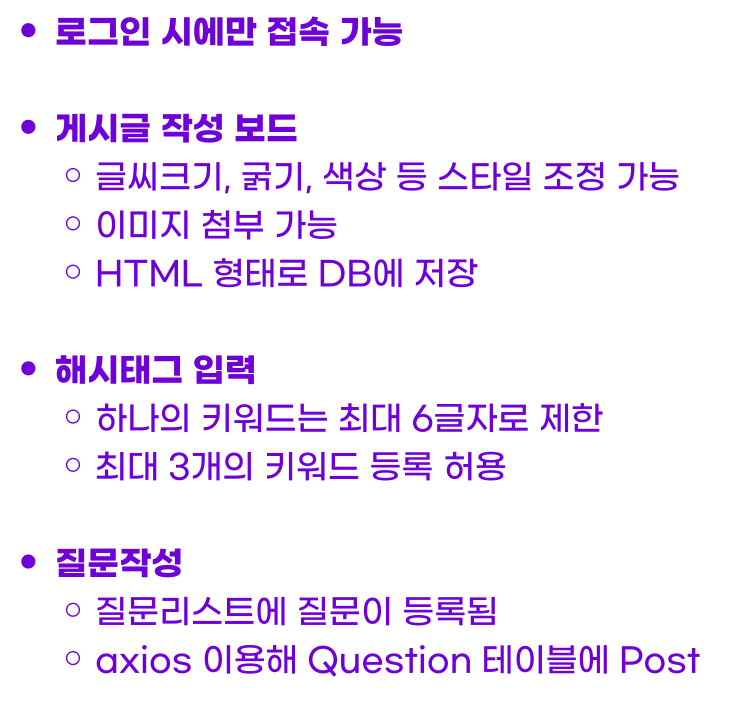 • 로그인 시에만 접속 가능
• 게시글 작성 보드
○ 글씨크기, 굵기, 색상 등 스타일 조정 가능
○ 이미지 첨부 가능
○ HTML 형태로 DB에 저장
• 해시태그 입력
○ 하나의 키워드는 최대 6글자로 제한
○ 최대 3개의 키워드 등록 허용
• 질문작성
○ 질문리스트에 질문이 등록됨
○ axios 이용해 Question 테이블에 Post